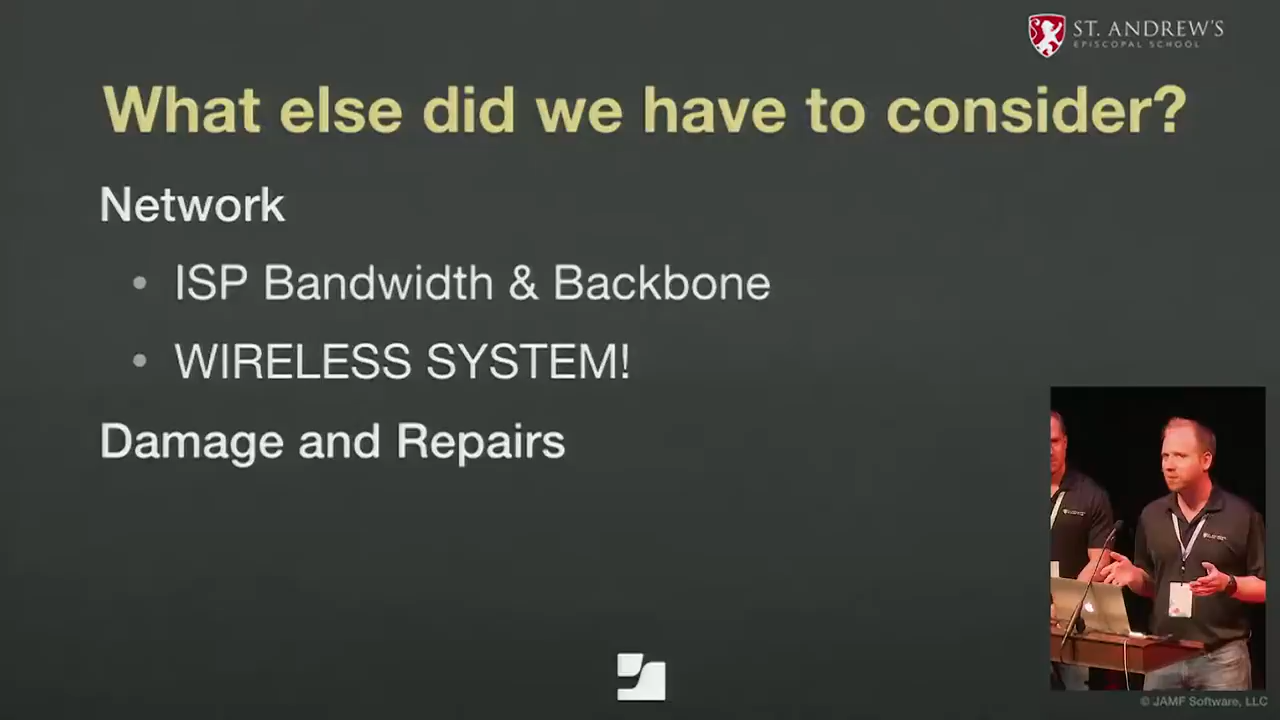 ST. ANDREW'S
EPISCOPAL SCHOOL
What else did we have to consider?
Network
• ISP Bandwidth & Backbone
• WIRELESS SYSTEM!
Damage and Repairs
© JAMF Software, LLC